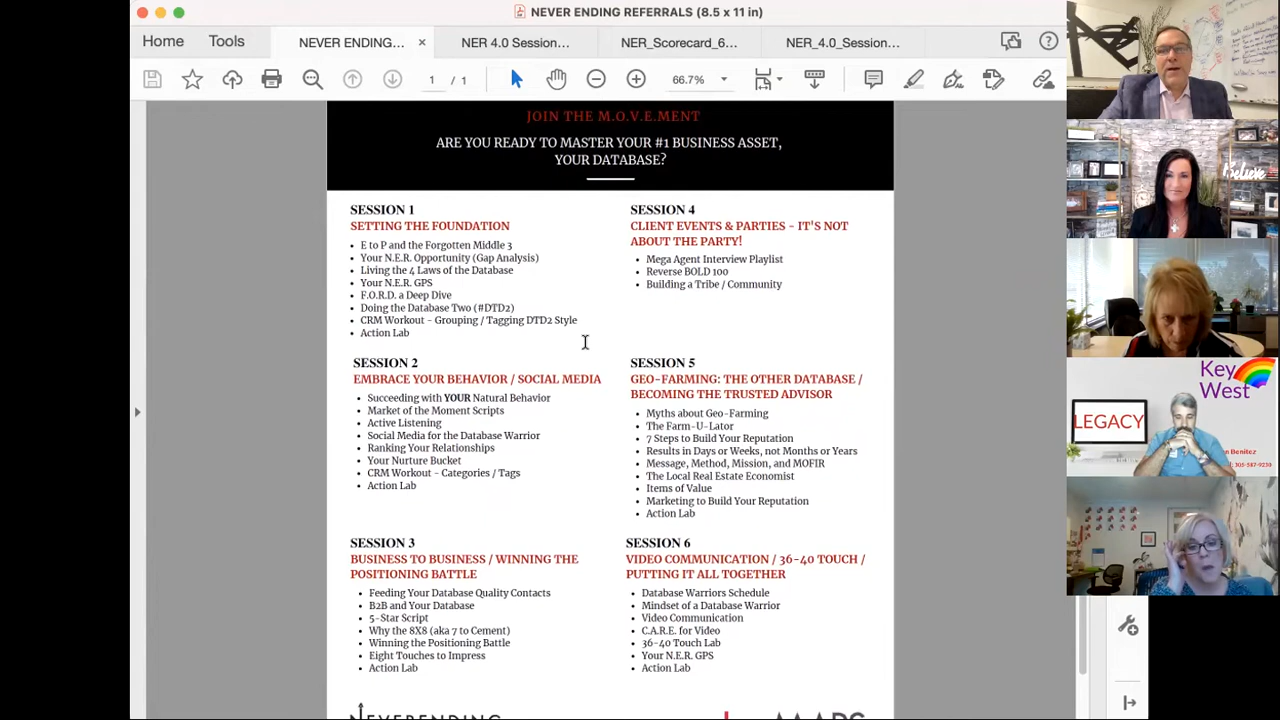 NEVER ENDING REFERRALS (8.5 x 11 in)
Home
Tools
NEVER ENDING...
NER 4.0 Session...
NER_Scorecard_6...
NER_4.0_Session...
1 / 1
66.7%
JOIN THE M.O.V.E.MENT
ARE YOU READY TO MASTER YOUR #1 BUSINESS ASSET,
YOUR DATABASE?
SESSION 1
SETTING THE FOUNDATION
• E to P and the Forgotten Middle 3
• Your N.E.R. Opportunity (Gap Analysis)
• Living the 4 Laws of the Database
• Your N.E.R. GPS
• F.O.R.D. a Deep Dive
• Doing the Database Two (#DTD2)
• CRM Workout - Grouping / Tagging DTD2 Style
• Action Lab
SESSION 2
EMBRACE YOUR BEHAVIOR / SOCIAL MEDIA
• Succeeding with YOUR Natural Behavior
• Market of the Moment Scripts
• Active Listening
• Social Media for the Database Warrior
• Ranking Your Relationships
• Your Nurture Bucket
• CRM Workout - Categories / Tags
• Action Lab
SESSION 3
BUSINESS TO BUSINESS / WINNING THE
POSITIONING BATTLE
• Feeding Your Database Quality Contacts
• B2B and Your Database
• 5-Star Script
• Why the 8X8 (aka 7 to Cement)
• Winning the Positioning Battle
• Eight Touches to Impress
• Action Lab
SESSION 4
CLIENT EVENTS & PARTIES - IT'S NOT
ABOUT THE PARTY!
• Mega Agent Interview Playlist
• Reverse BOLD 100
• Building a Tribe / Community
SESSION 5
GEO-FARMING: THE OTHER DATABASE /
BECOMING THE TRUSTED ADVISOR
• Myths about Geo-Farming
• The Farm-U-Lator
• 7 Steps to Build Your Reputation
• Results in Days or Weeks, not Months or Years
• Message, Method, Mission, and MOFIR
• The Local Real Estate Economist
• Items of Value
• Marketing to Build Your Reputation
• Action Lab
SESSION 6
VIDEO COMMUNICATION / 36-40 TOUCH /
PUTTING IT ALL TOGETHER
• Database Warriors Schedule
• Mindset of a Database Warrior
• Video Communication
• C.A.R.E. for Video
• 36-40 Touch Lab
• Your N.E.R. GPS
• Action Lab
NEVERENDING
believe
Key
West
LEGACY
Benitez
305-587-9230